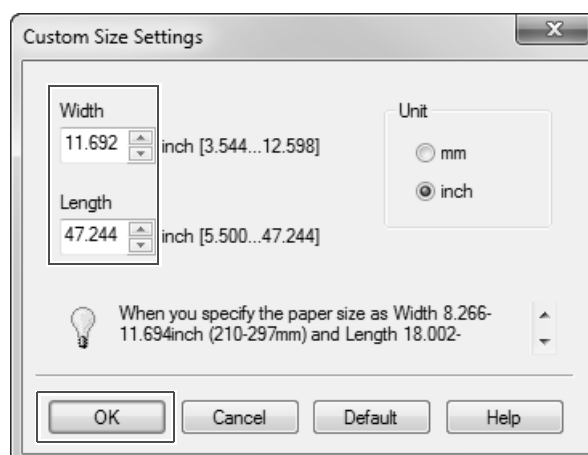 Custom Size Settings
Width
11.692 inch [3.544...12.598]
Length
47.244 inch [5.500...47.244]
Unit
mm
inch
When you specify the paper size as Width 8.266-
11.694inch (210-297mm) and Length 18.002-
OK Cancel Default Help